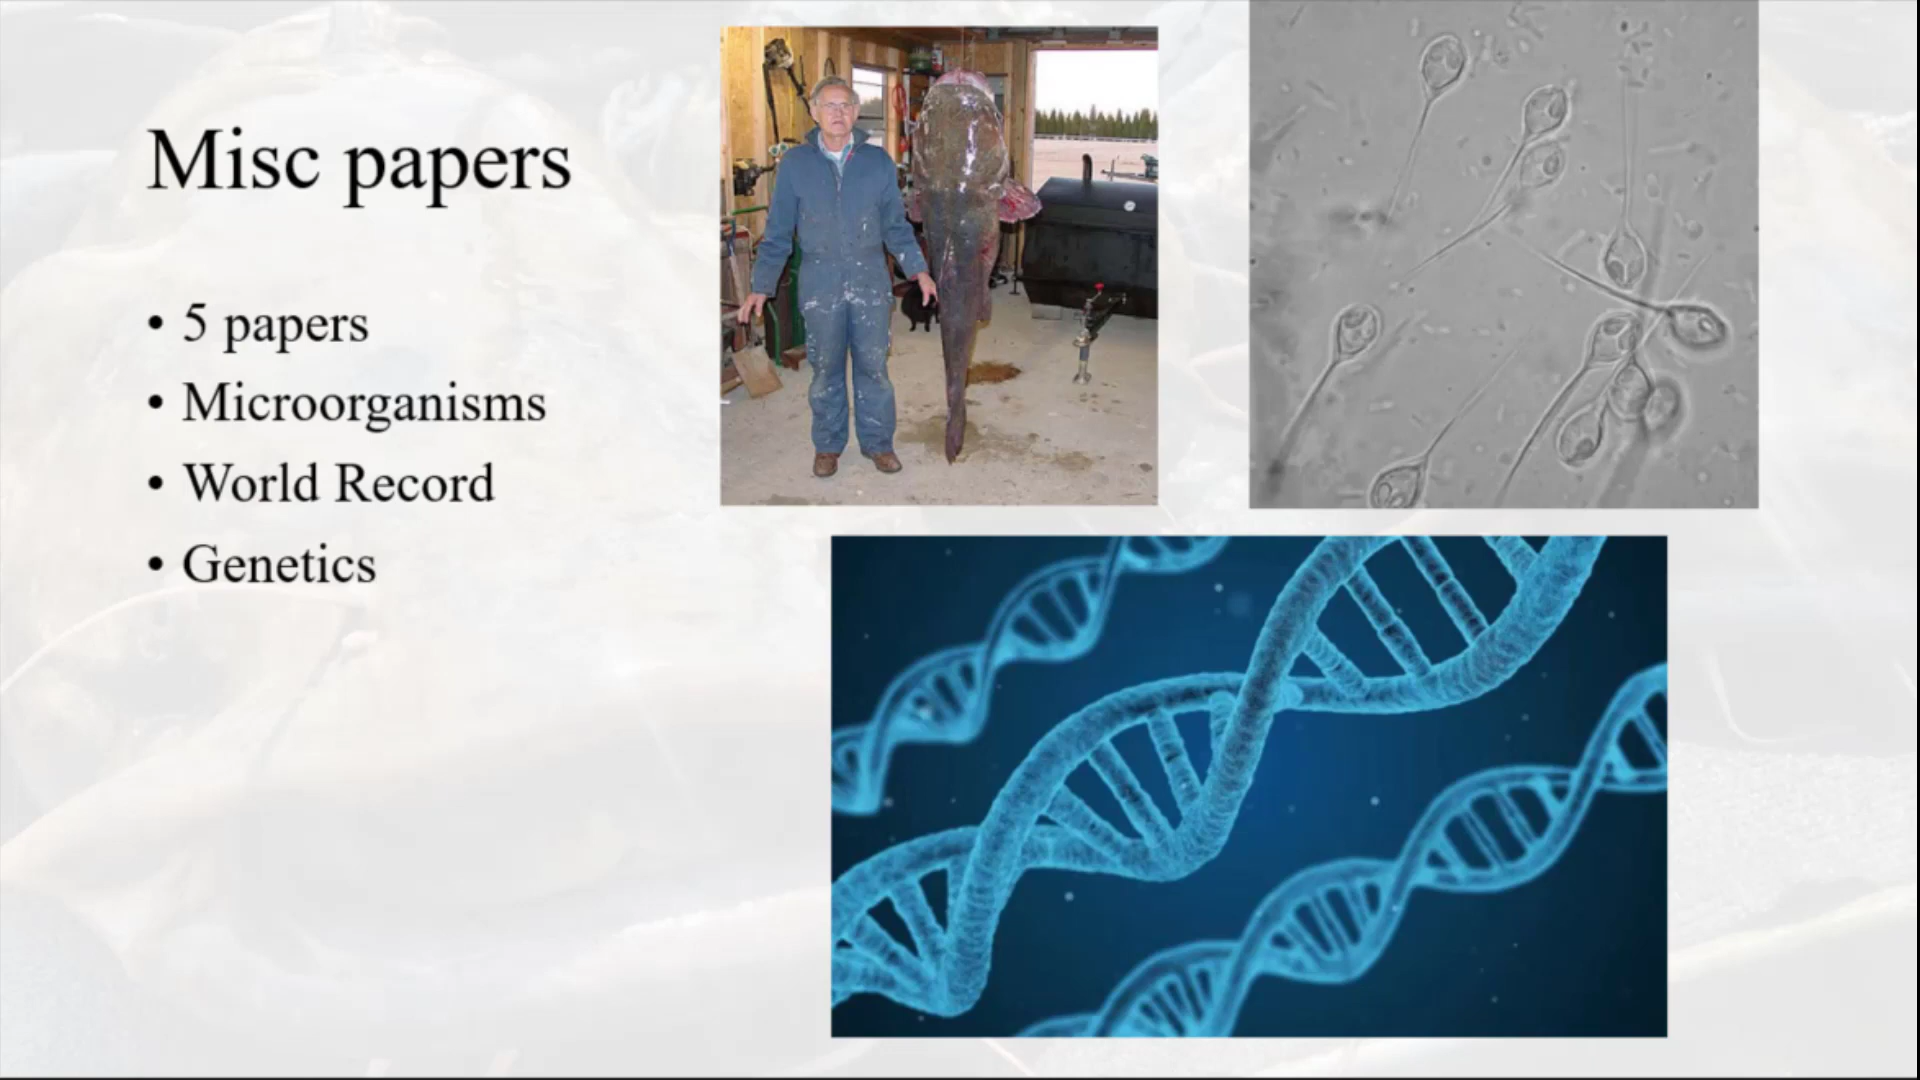 Misc papers
• 5 papers
• Microorganisms
• World Record
• Genetics